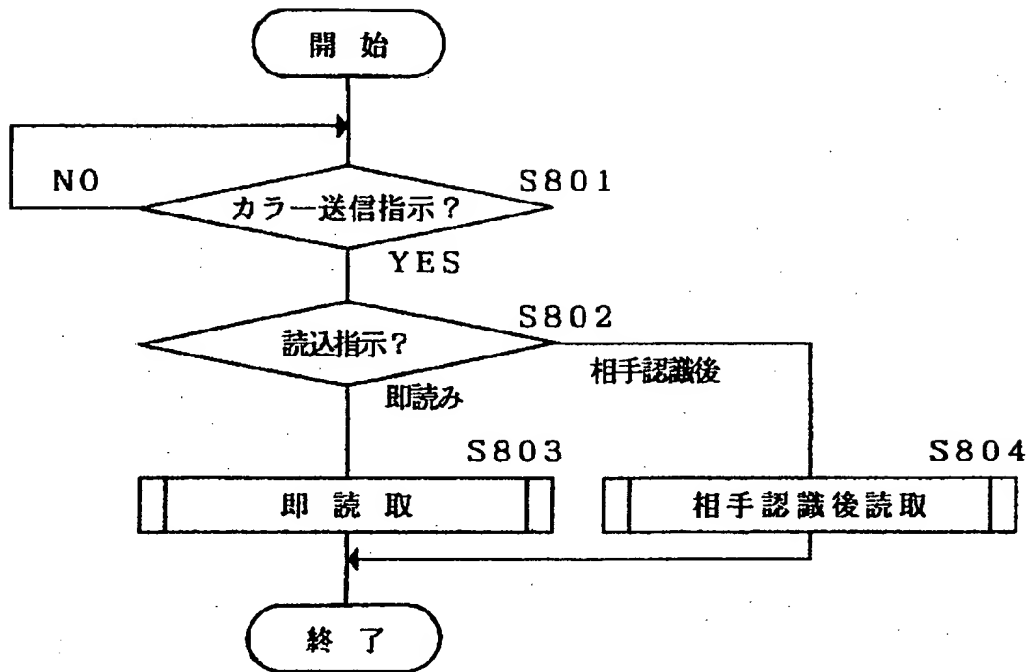 開始
NO
S801
カラー送信指示?
YES
S802
読込指示?
相手認識後
即読み
S803
S804
即読取
相手認識後読取
終了